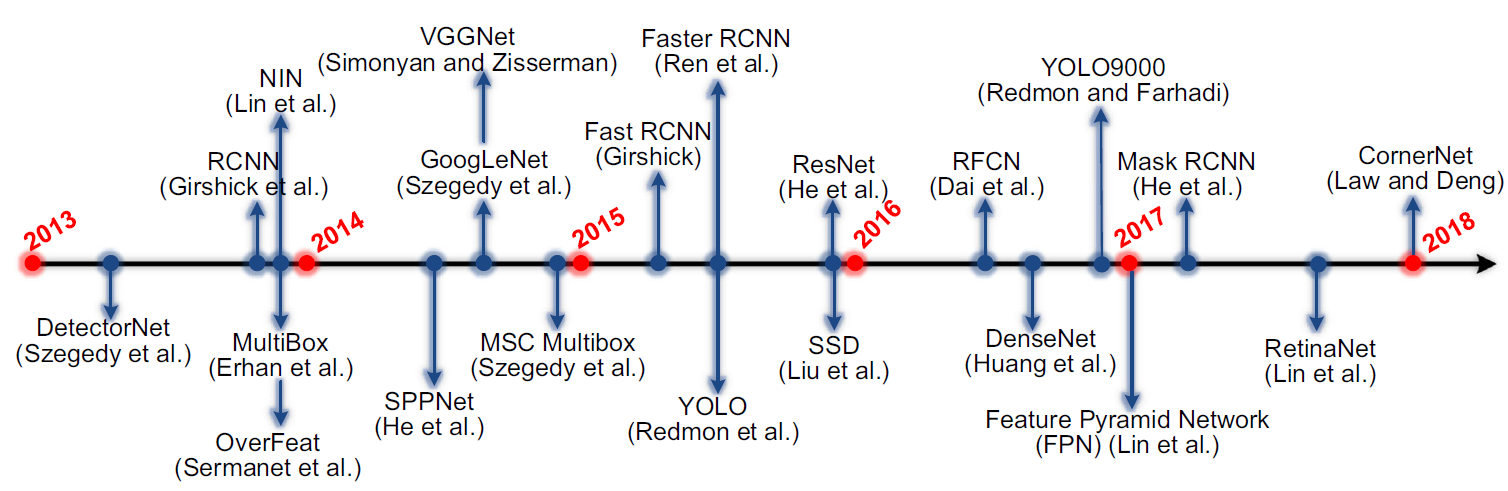 VGGNet
(Simonyan and Zisserman)
Faster RCNN
(Ren et al.)
NIN
(Lin et al.)
YOLO9000
(Redmon and Farhadi)
Fast RCNN
(Girshick)
RCNN
(Girshick et al.)
GoogLeNet
(Szegedy et al.)
ResNet
(He et al.)
RFCN
(Dai et al.)
Mask RCNN
(He et al.)
CornerNet
(Law and Deng)
2013
2014
2015
2016
2017
2018
DetectorNet
(Szegedy et al.)
MultiBox
(Erhan et al.)
MSC Multibox
(Szegedy et al.)
SSD
(Liu et al.)
DenseNet
(Huang et al.)
RetinaNet
(Lin et al.)
SPPNet
(He et al.)
YOLO
(Redmon et al.)
Feature Pyramid Network
(FPN) (Lin et al.)
OverFeat
(Sermanet et al.)